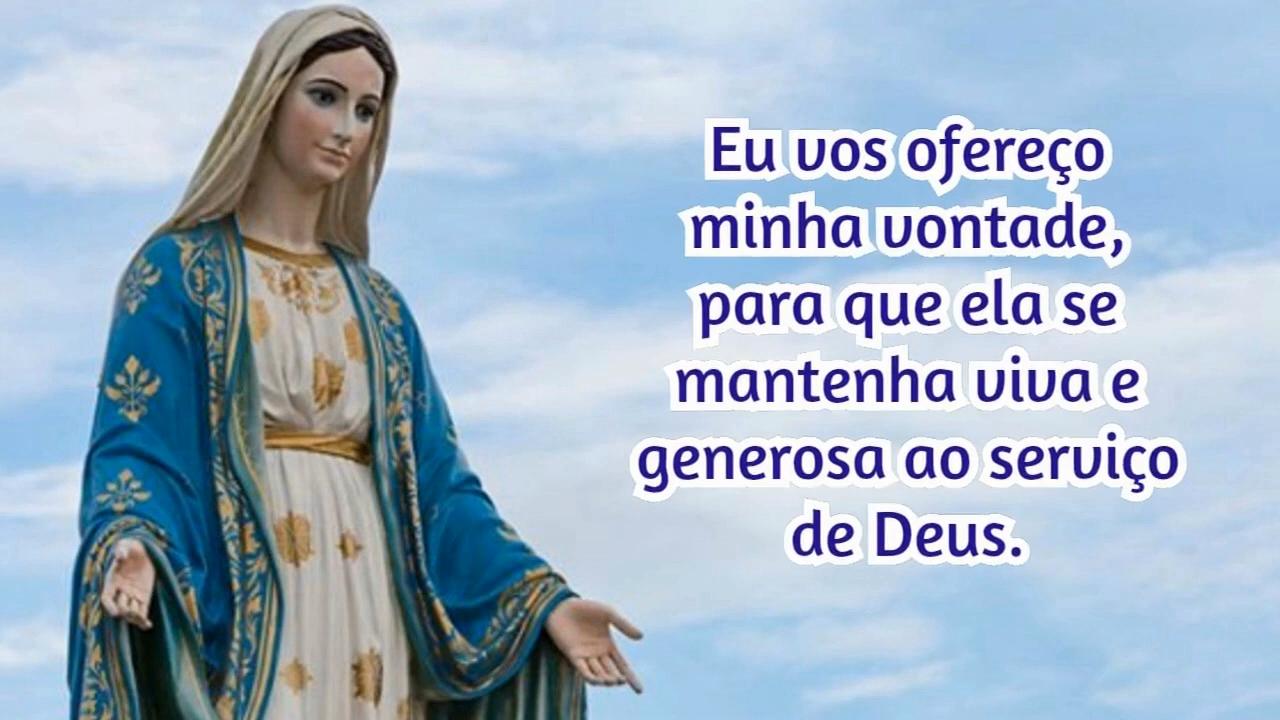 Eu vos ofereço
minha vontade,
para que ela se
mantenha viva e
generosa ao serviço
de Deus.